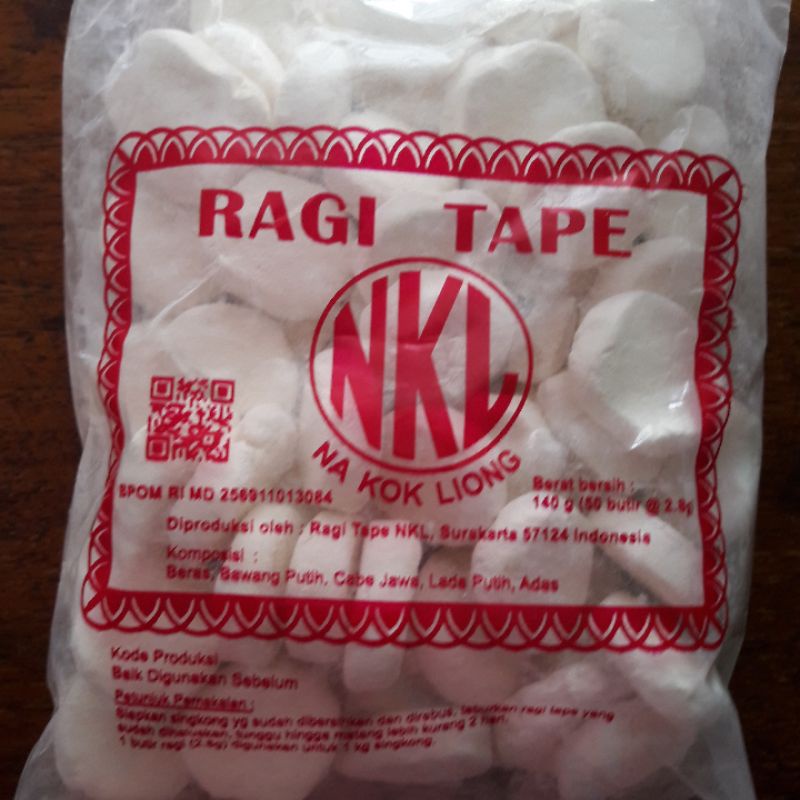 RAGI TAPE
NKL
NA KOK LIONG
BPOM RI MD 256911013084
Berat bersih :
140 g (50 butir @ 2.8g
Diproduksi oleh : Ragi Tape NKL, Surakarta 57124 Indonesia
Komposisi :
Beras, Bawang Putih, Cabe Jawa, Lada Putih, Adas
Kode Produksi
Baik Digunakan Sebelum
Petunjuk Pemakaian :
Siapkan singkong yg sudah dibersihkan dan direbus, taburkan ragi tape yang
sudah dihaluskan, tunggu hingga matang lebih kurang 2 hari.
1 butir ragi (2.8g) digunakan untuk 1 kg singkong.